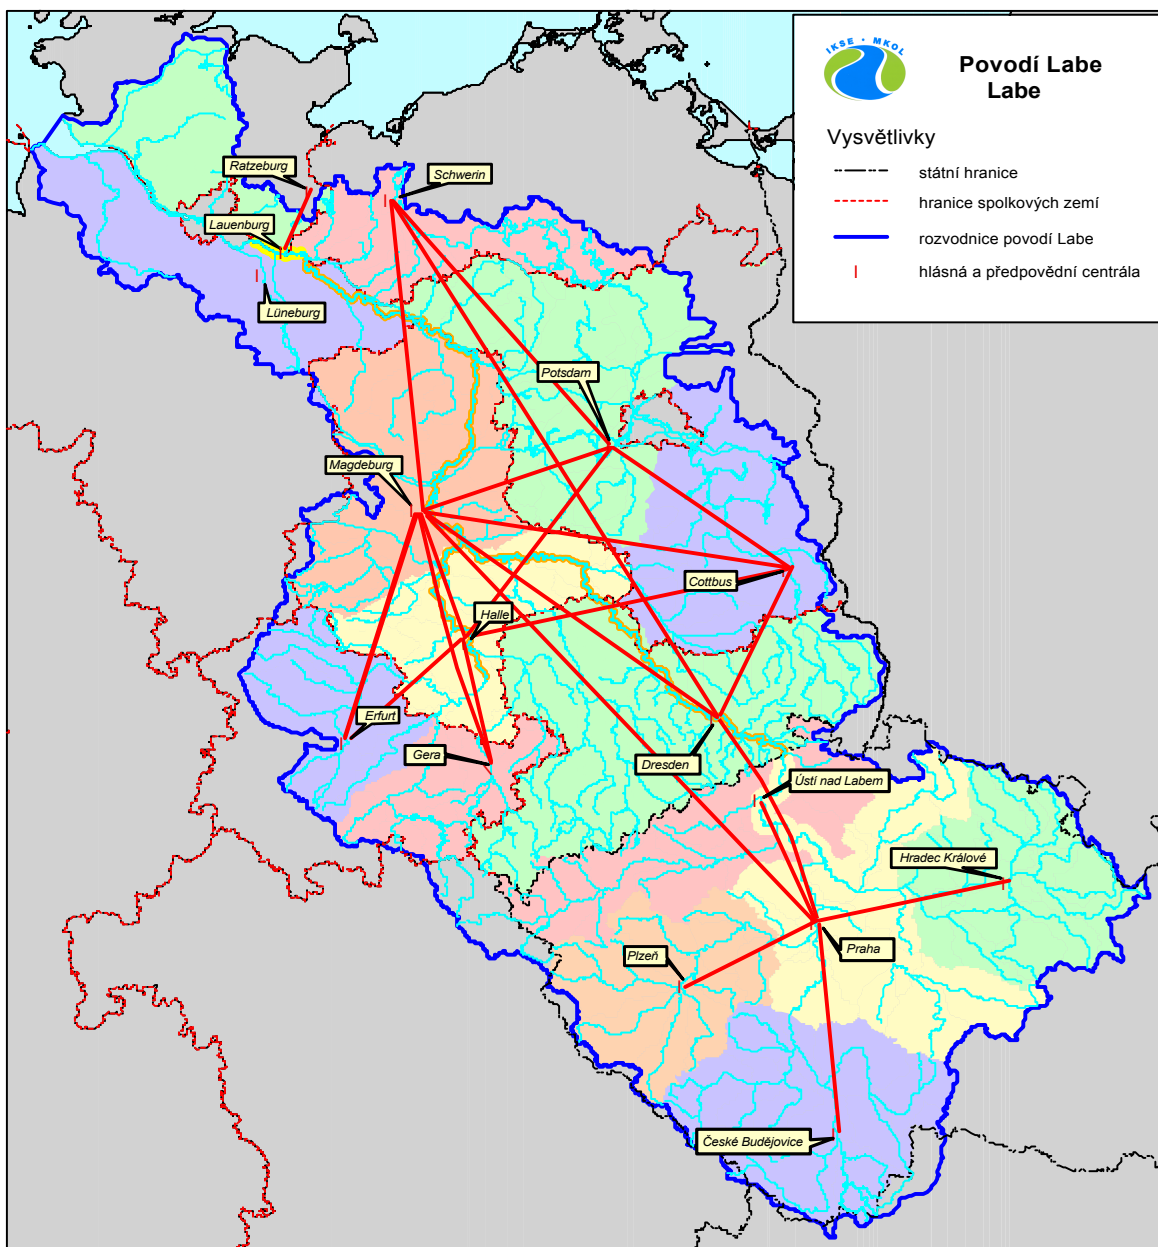 IKSE • MKOL
Povodí Labe
Labe
Vysvětlivky
státní hranice
hranice spolkových zemí
rozvodnice povodí Labe
hlásná a předpovědní centrála
Ratzeburg
Schwerin
Lauenburg
Lüneburg
Potsdam
Magdeburg
Cottbus
Halle
Erfurt
Gera
Dresden
Ústí nad Labem
Hradec Králové
Plzeň
Praha
České Budějovice